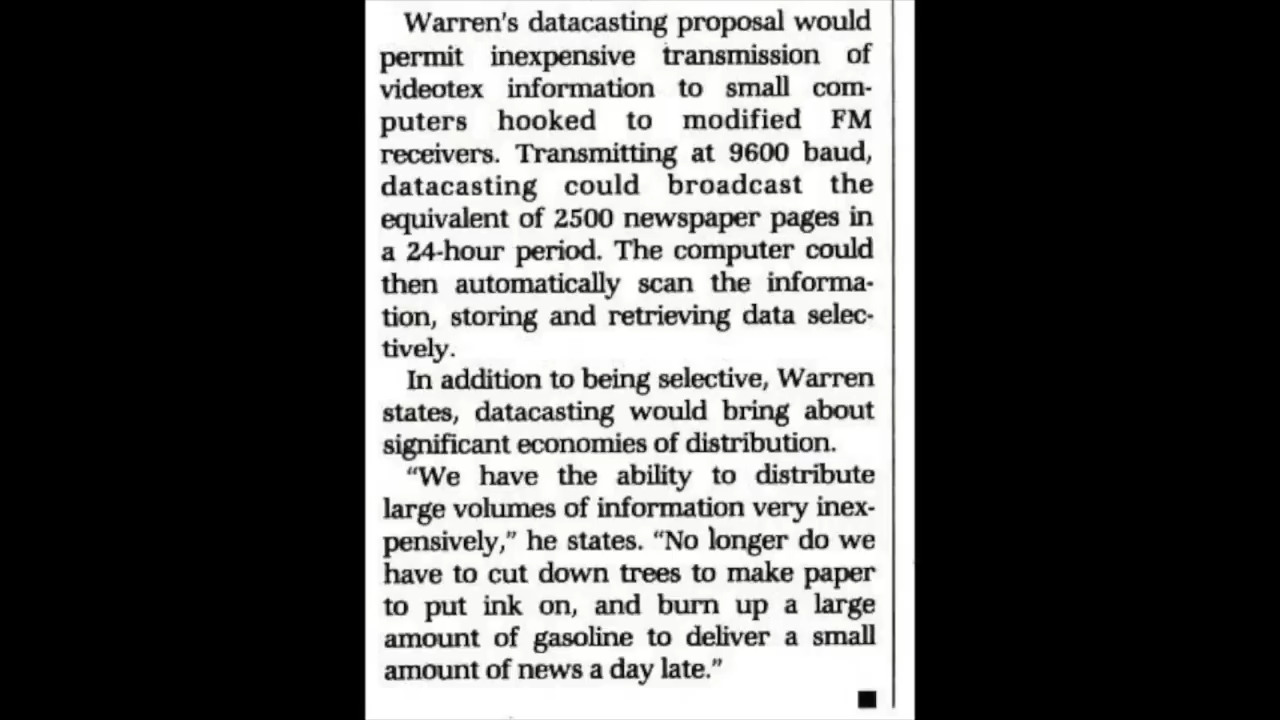 Warren's datacasting proposal would
permit inexpensive transmission of
videotex information to small com-
puters hooked to modified FM
receivers. Transmitting at 9600 baud,
datacasting could broadcast the
equivalent of 2500 newspaper pages in
a 24-hour period. The computer could
then automatically scan the informa-
tion, storing and retrieving data selec-
tively.
In addition to being selective, Warren
states, datacasting would bring about
significant economies of distribution.
“We have the ability to distribute
large volumes of information very inex-
pensively,” he states. “No longer do we
have to cut down trees to make paper
to put ink on, and burn up a large
amount of gasoline to deliver a small
amount of news a day late.”